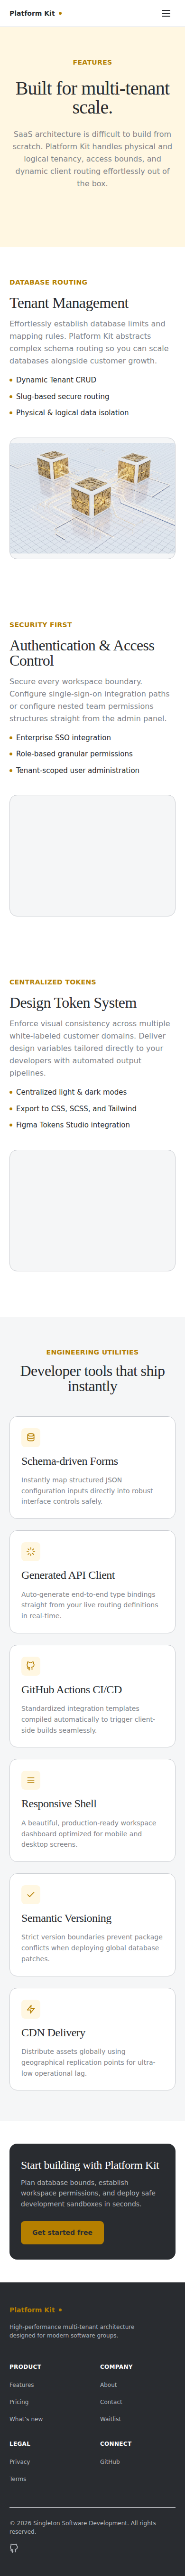 Platform Kit
FEATURES
Built for multi-tenant
scale.
SaaS architecture is difficult to build from
scratch. Platform Kit handles physical and
logical tenancy, access bounds, and
dynamic client routing effortlessly out of
the box.
DATABASE ROUTING
Tenant Management
Effortlessly establish database limits and
mapping rules. Platform Kit abstracts
complex schema routing so you can scale
databases alongside customer growth.
Dynamic Tenant CRUD
Slug-based secure routing
Physical & logical data isolation
SECURITY FIRST
Authentication & Access
Control
Secure every workspace boundary.
Configure single-sign-on integration paths
or configure nested team permissions
structures straight from the admin panel.
Enterprise SSO integration
Role-based granular permissions
Tenant-scoped user administration
CENTRALIZED TOKENS
Design Token System
Enforce visual consistency across multiple
white-labeled customer domains. Deliver
design variables tailored directly to your
developers with automated output
pipelines.
Centralized light & dark modes
Export to CSS, SCSS, and Tailwind
Figma Tokens Studio integration
ENGINEERING UTILITIES
Developer tools that ship
instantly
Schema-driven Forms
Instantly map structured JSON
configuration inputs directly into robust
interface controls safely.
Generated API Client
Auto-generate end-to-end type bindings
straight from your live routing definitions
in real-time.
GitHub Actions CI/CD
Standardized integration templates
compiled automatically to trigger client-
side builds seamlessly.
Responsive Shell
A beautiful, production-ready workspace
dashboard optimized for mobile and
desktop screens.
Semantic Versioning
Strict version boundaries prevent package
conflicts when deploying global database
patches.
CDN Delivery
Distribute assets globally using
geographical replication points for ultra-
low operational lag.
Start building with Platform Kit
Plan database bounds, establish
workspace permissions, and deploy safe
development sandboxes in seconds.
Get started free
Platform Kit
High-performance multi-tenant architecture
designed for modern software groups.
PRODUCT
Features
Pricing
What's new
COMPANY
About
Contact
Waitlist
LEGAL
Privacy
Terms
CONNECT
GitHub
© 2026 Singleton Software Development. All rights
reserved.